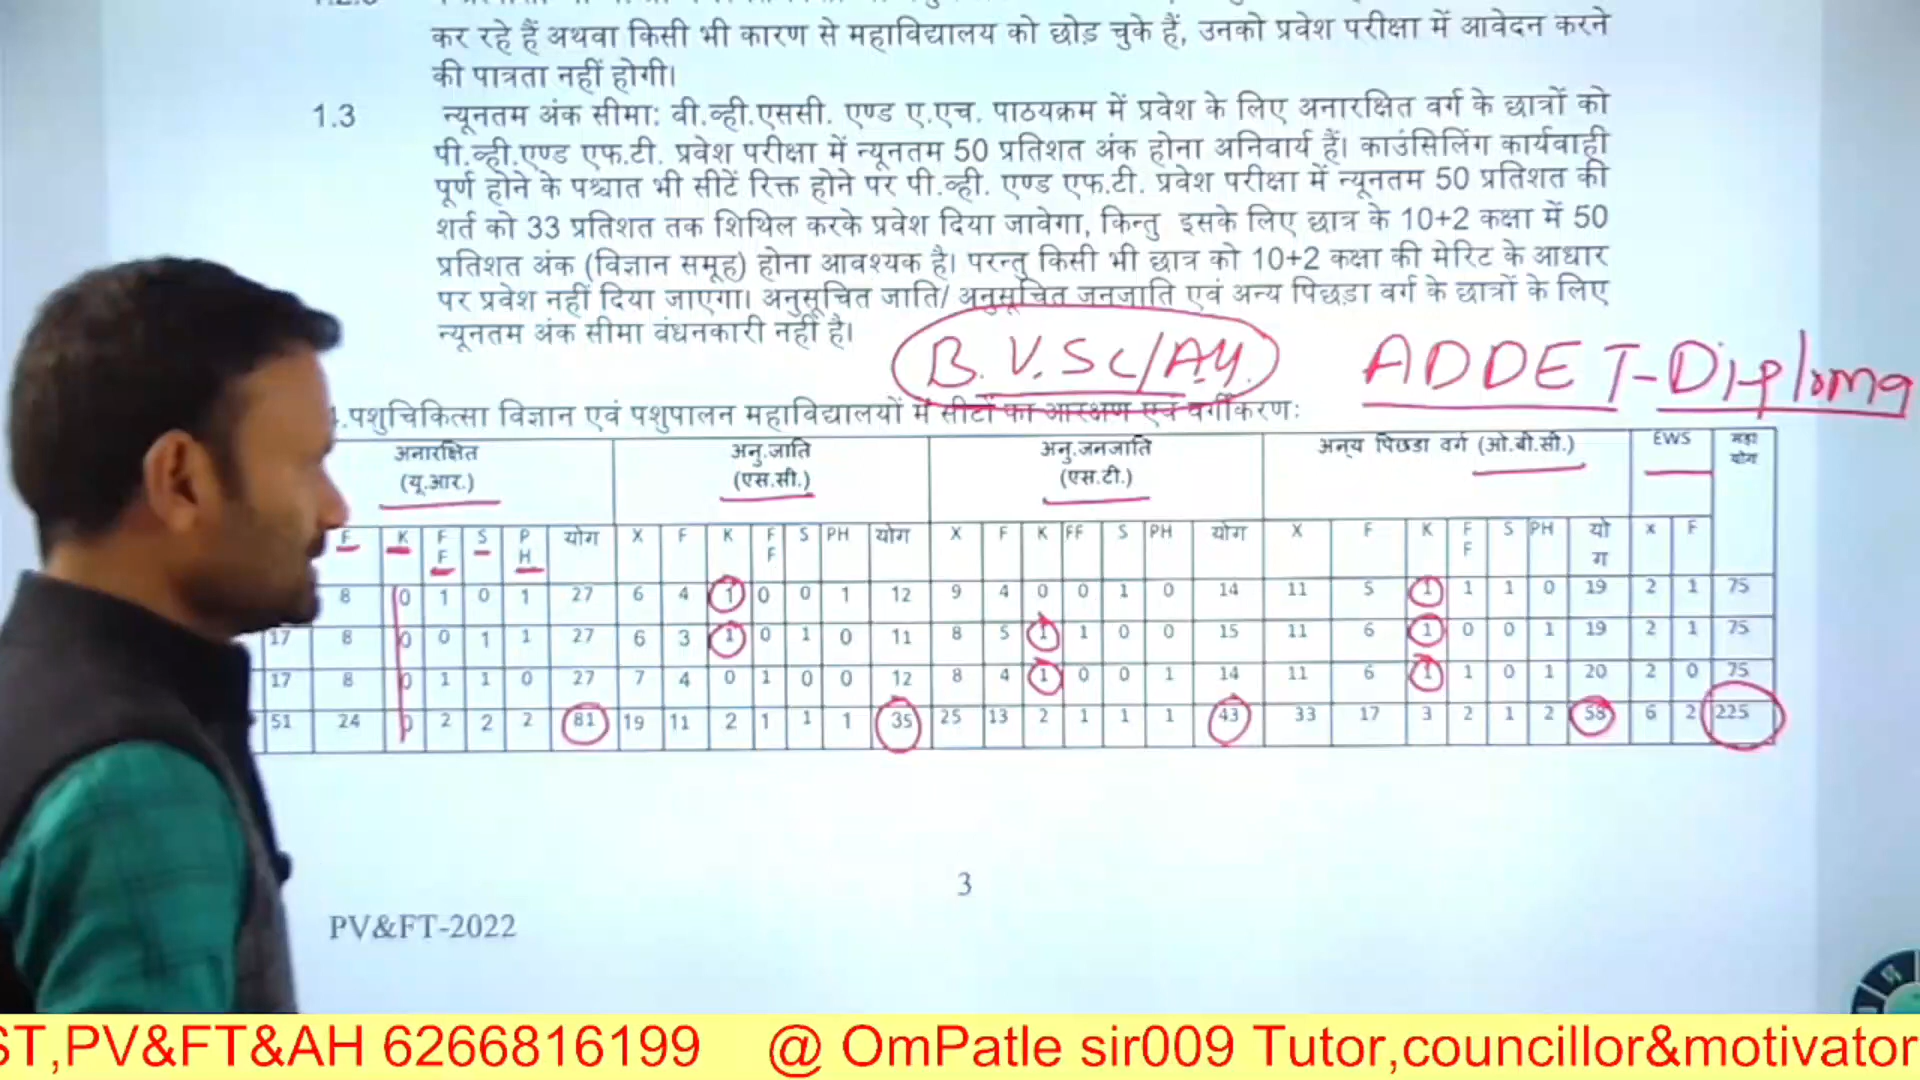 कर रहे हैं अथवा किसी भी कारण से महाविद्यालय को छोड़ चुके हैं, उनको प्रवेश परीक्षा में आवेदन करने
की पात्रता नहीं होगी।
1.3 न्यूनतम अंक सीमा: वी.व्ही.एससी. एण्ड ए.एच. पाठयक्रम में प्रवेश के लिए अनारक्षित वर्ग के छात्रों को
पी.व्ही.एण्ड एफ.टी. प्रवेश परीक्षा में न्यूनतम 50 प्रतिशत अंक होना अनिवार्य हैं। काउंसिलिंग कार्यवाही
पूर्ण होने के पश्चात भी सीटें रिक्त होने पर पी.व्ही. एण्ड एफ.टी. प्रवेश परीक्षा में न्यूनतम 50 प्रतिशत की
शर्त को 33 प्रतिशत तक शिथिल करके प्रवेश दिया जावेगा, किन्तु इसके लिए छात्र के 10+2 कक्षा में 50
प्रतिशत अंक (विज्ञान समूह) होना आवश्यक है। परन्तु किसी भी छात्र को 10+2 कक्षा की मेरिट के आधार
पर प्रवेश नहीं दिया जाएगा। अनुसूचित जाति/ अनुसूचित जनजाति एवं अन्य पिछड़ा वर्ग के छात्रों के लिए
न्यूनतम अंक सीमा वंधनकारी नहीं है।
B.V.SC/A.H. ADDET-Diploma
.पशुचिकित्सा विज्ञान एवं पशुपालन महाविद्यालयों में सीटों का आरक्षण एवं वर्गीकरण:
अनारक्षित (यू.आर.) अनु.जाति (एस.सी.) अनु.जनजाति (एस.टी.) अन्य पिछडा वर्ग (ओ.बी.सी.) EWS महा योग
F K FF S PH योग X F K FF S PH योग X F K FF S PH योग X F K FF S PH योग x F
8 0 1 0 1 27 6 4 1 0 0 1 12 9 4 0 0 1 0 14 11 5 1 1 1 0 19 2 1 75
17 8 0 0 1 1 27 6 3 1 0 1 0 11 8 5 1 1 0 0 15 11 6 1 0 0 1 19 2 1 75
17 8 0 1 1 0 27 7 4 0 1 0 0 12 8 4 1 0 0 1 14 11 6 1 1 0 1 20 2 0 75
51 24 0 2 2 2 81 19 11 2 1 1 1 35 25 13 2 1 1 1 43 33 17 3 2 1 2 58 6 2 225
3
PV&FT-2022
ST,PV&FT&AH 6266816199 @ OmPatle sir009 Tutor,councillor&motivator